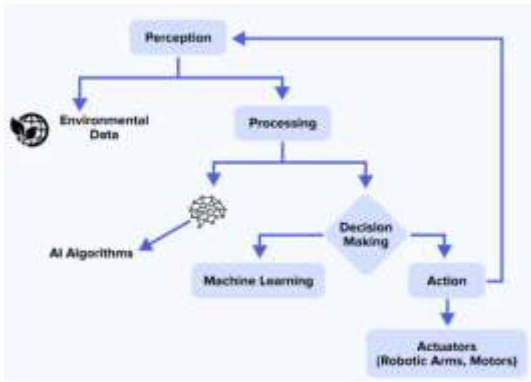 Perception
Environmental
Data
Processing
AI Algorithms
Decision
Making
Machine Learning
Action
Actuators
(Robotic Arms, Motors)